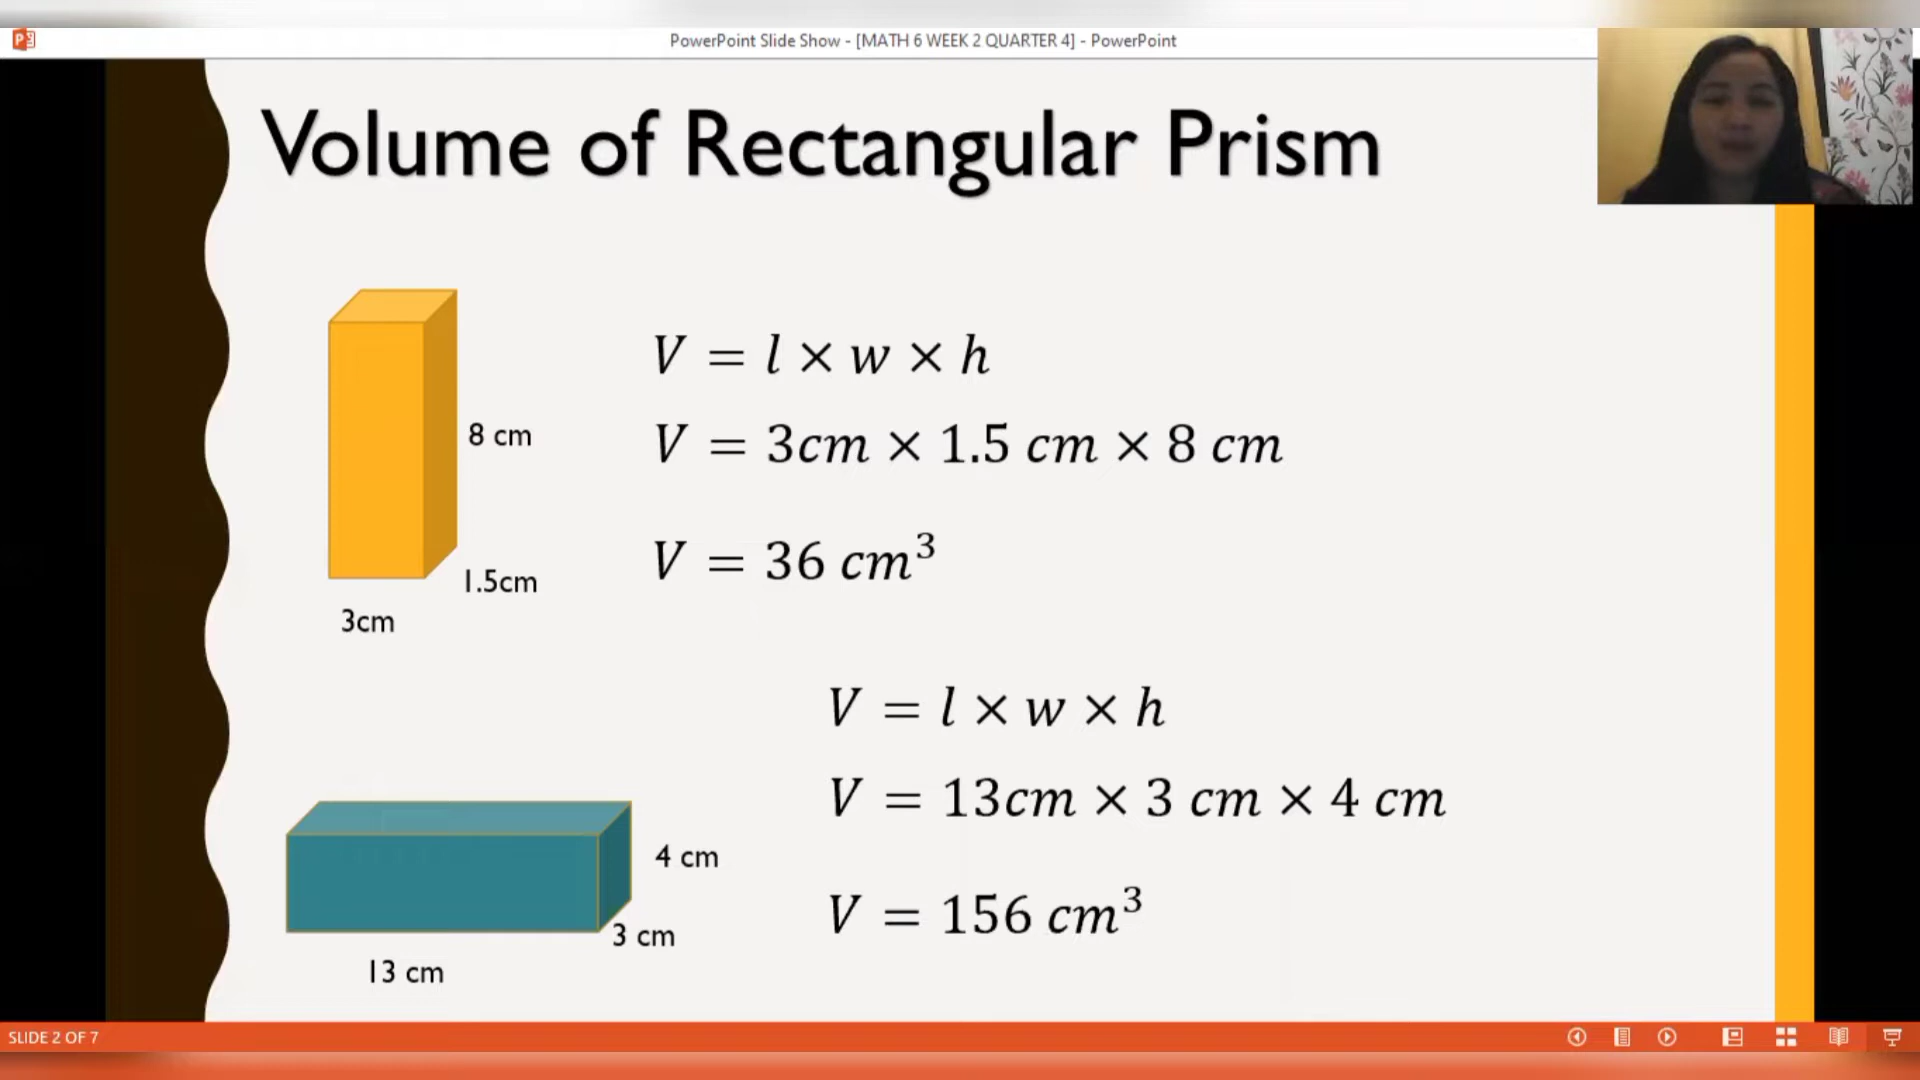 PowerPoint Slide Show - [MATH 6 WEEK 2 QUARTER 4] - PowerPoint
Volume of Rectangular Prism
8 cm
1.5cm
3cm
V = l × w × h
V = 3cm × 1.5 cm × 8 cm
V = 36 cm³
V = l × w × h
V = 13cm × 3 cm × 4 cm
V = 156 cm³
4 cm
3 cm
13 cm
SLIDE 2 OF 7